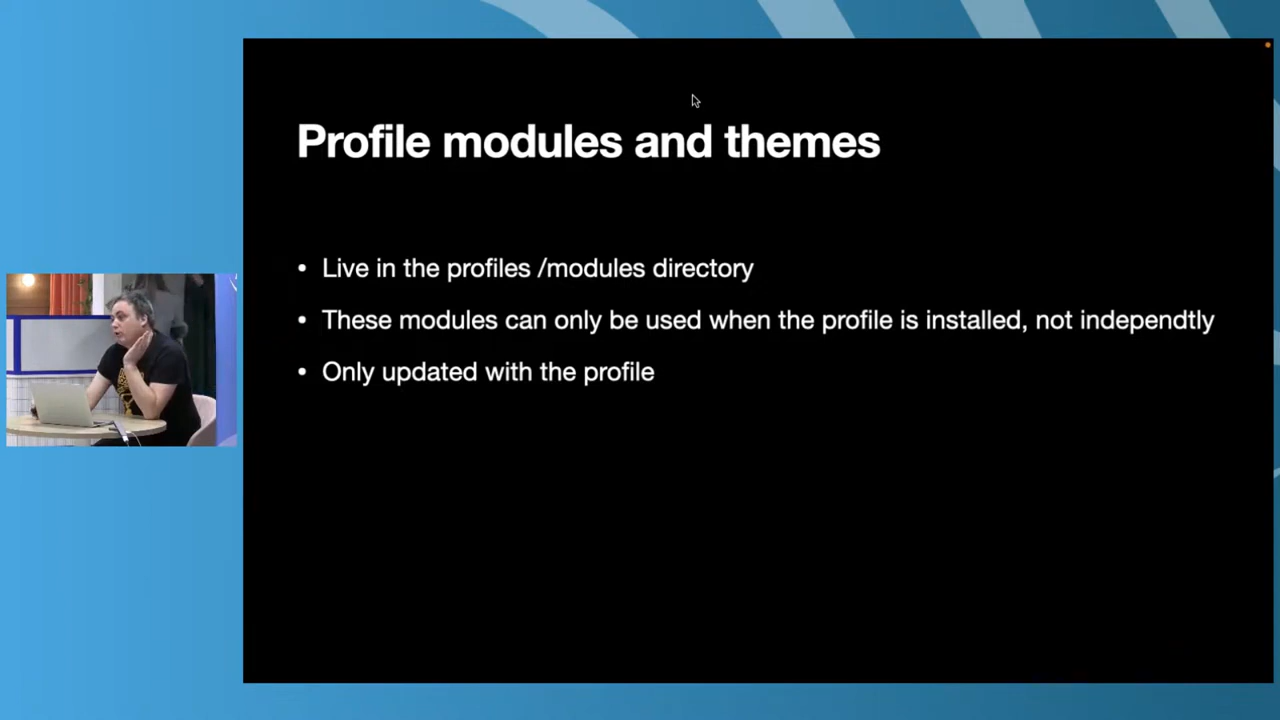 Profile modules and themes
• Live in the profiles /modules directory
• These modules can only be used when the profile is installed, not independtly
• Only updated with the profile